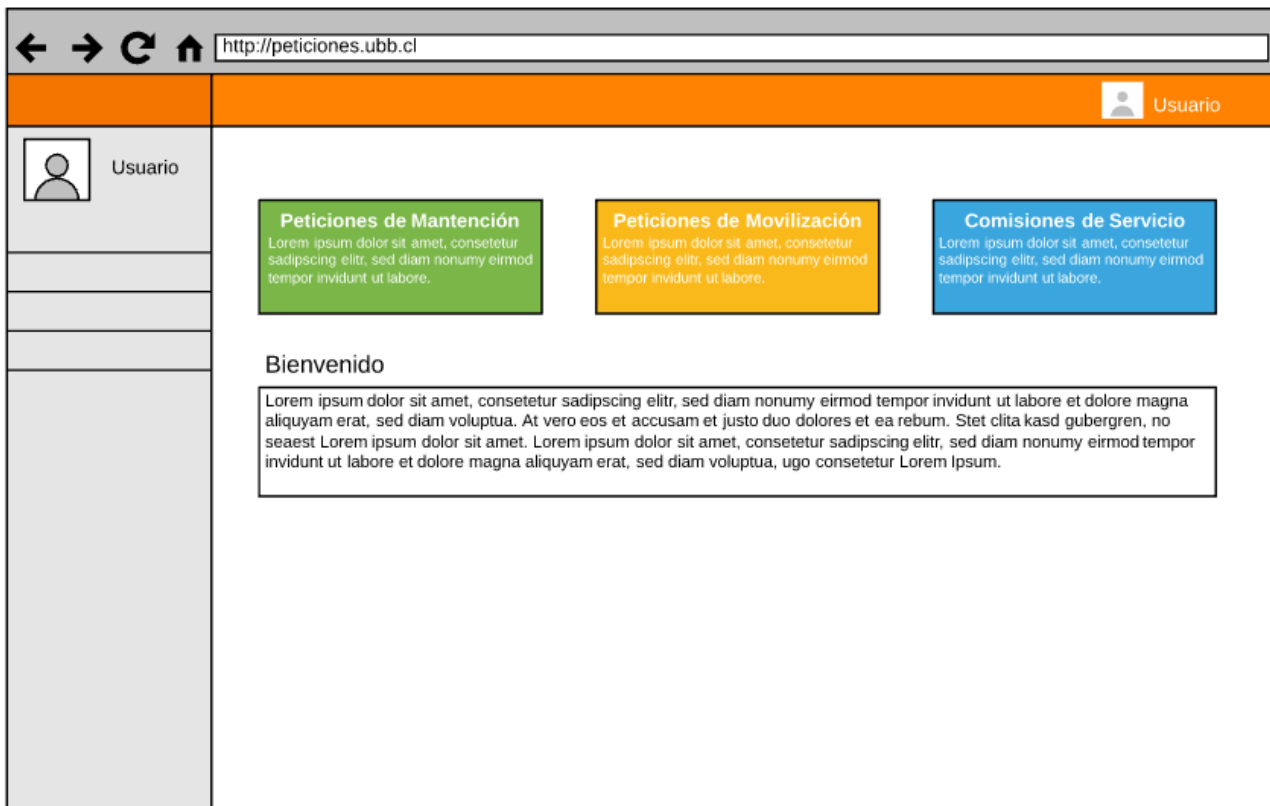 http://peticiones.ubb.cl
Usuario
Usuario
Peticiones de Mantención
Lorem ipsum dolor sit amet, consetetur
sadipscing elitr, sed diam nonumy eirmod
tempor invidunt ut labore.
Peticiones de Movilización
Lorem ipsum dolor sit amet, consetetur
sadipscing elitr, sed diam nonumy eirmod
tempor invidunt ut labore.
Comisiones de Servicio
Lorem ipsum dolor sit amet, consetetur
sadipscing elitr, sed diam nonumy eirmod
tempor invidunt ut labore.
Bienvenido
Lorem ipsum dolor sit amet, consetetur sadipscing elitr, sed diam nonumy eirmod tempor invidunt ut labore et dolore magna
aliquyam erat, sed diam voluptua. At vero eos et accusam et justo duo dolores et ea rebum. Stet clita kasd gubergren, no
seaest Lorem ipsum dolor sit amet. Lorem ipsum dolor sit amet, consetetur sadipscing elitr, sed diam nonumy eirmod tempor
invidunt ut labore et dolore magna aliquyam erat, sed diam voluptua, ugo consetetur Lorem Ipsum.